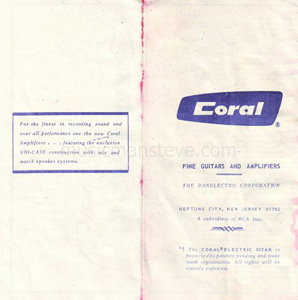 For the finest in recording sound and
over all performance see the new Coral
Amplifiers . . . featuring the exclusive
UNI-CASE construction with mix and
match speaker systems.
Coral
®
FINE GUITARS AND AMPLIFIERS
THE DANELECTRO CORPORATION
NEPTUNE CITY, NEW JERSEY 07753
A subsidiary of MCA Inc.
The CORAL® ELECTRIC SITAR is
protected by patents pending and trade
mark registration. All rights will be
strictly enforced.